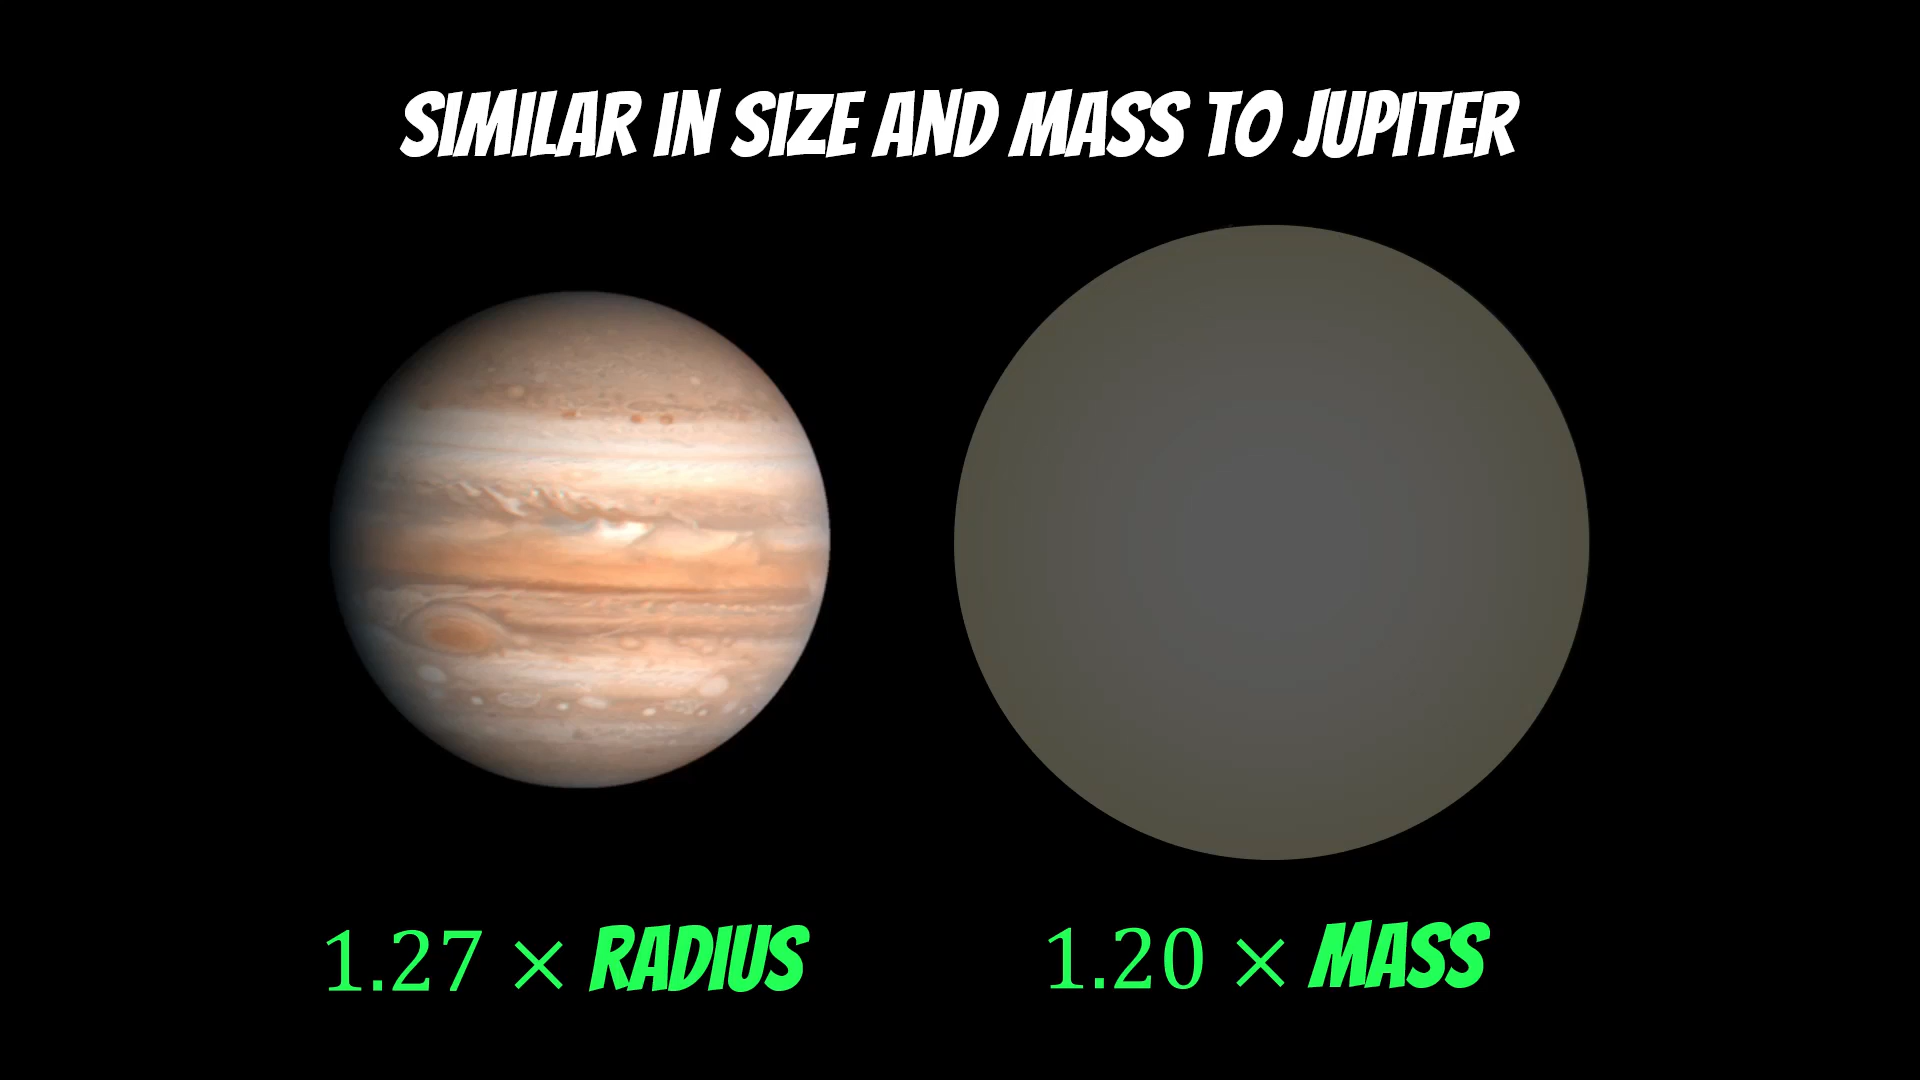 SIMILAR IN SIZE AND MASS TO JUPITER
1.27 × RADIUS
1.20 × MASS